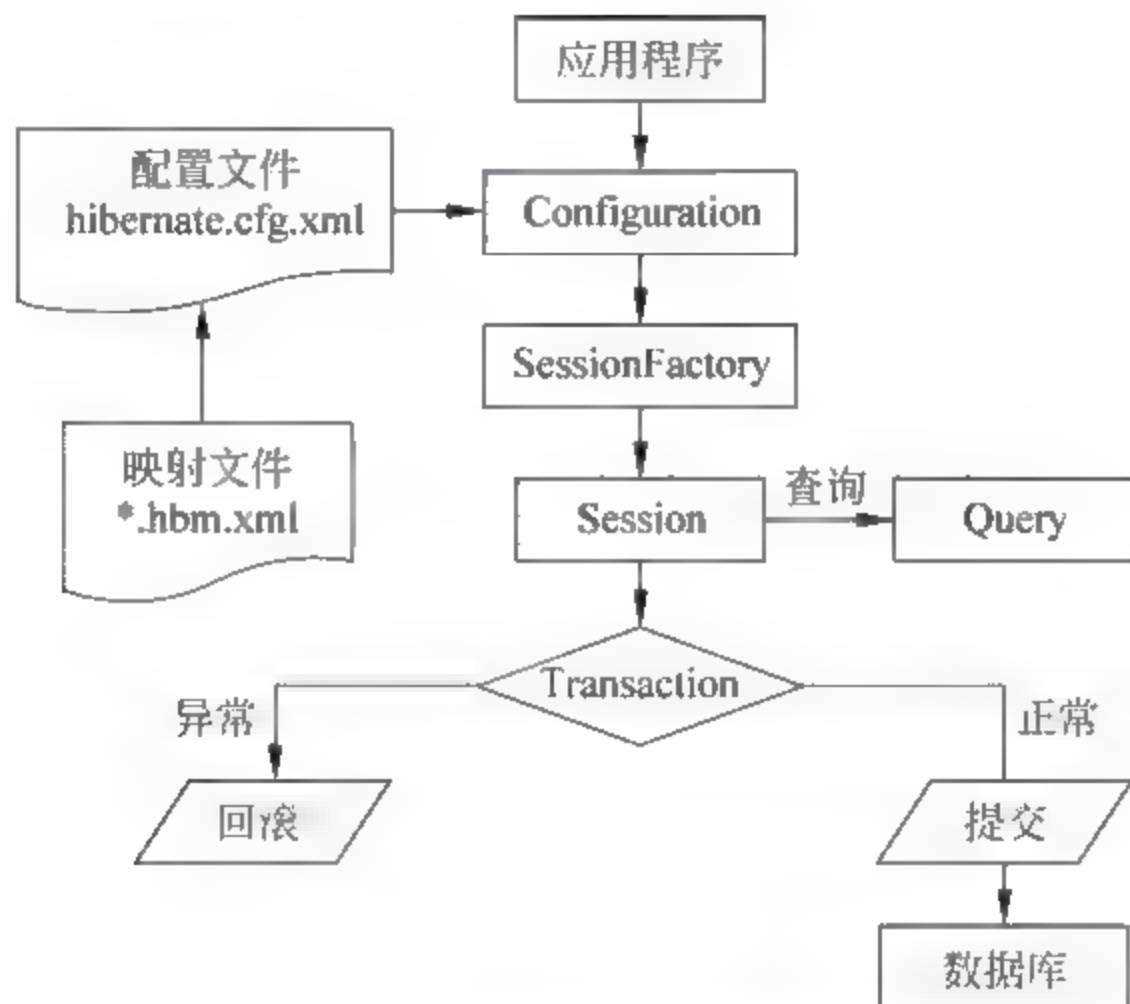 应用程序
配置文件
hibernate.cfg.xml
Configuration
SessionFactory
映射文件
*.hbm.xml
Session
查询
Query
Transaction
异常
正常
回滚
提交
数据库